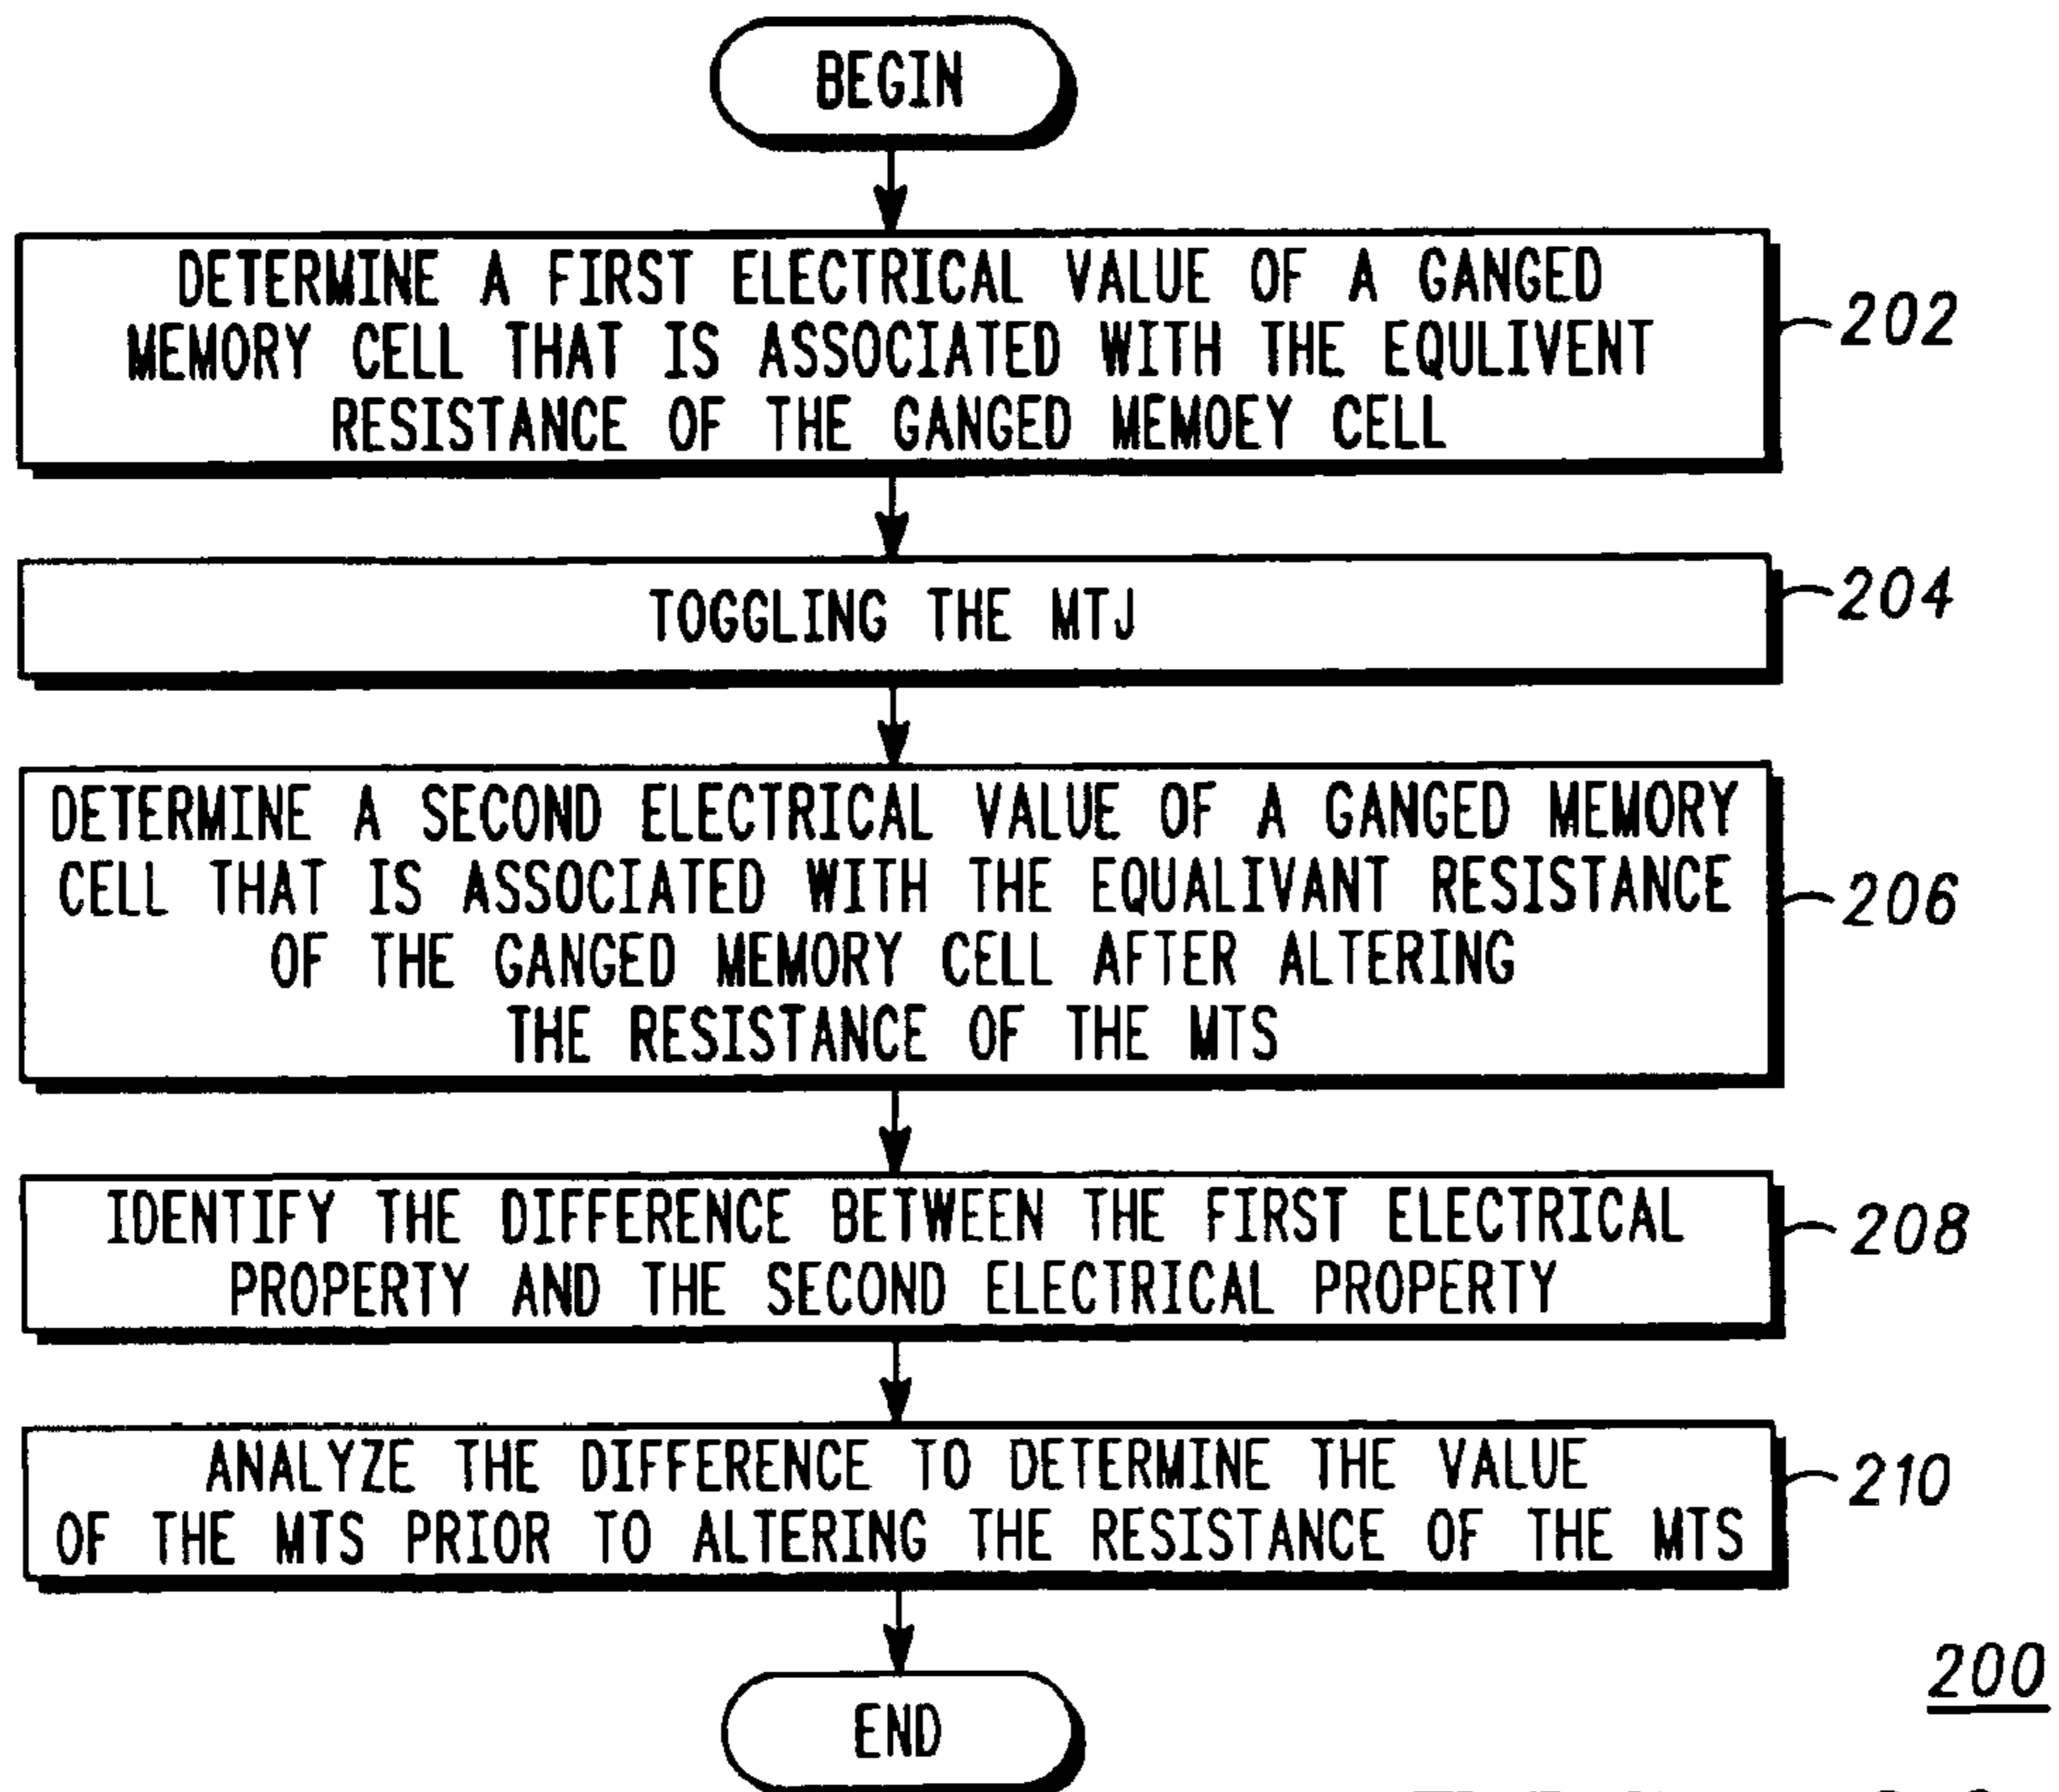 BEGIN
DETERMINE A FIRST ELECTRICAL VALUE OF A GANGED
MEMORY CELL THAT IS ASSOCIATED WITH THE EQULIVENT
RESISTANCE OF THE GANGED MEMOEY CELL
202
TOGGLING THE MTJ
204
DETERMINE A SECOND ELECTRICAL VALUE OF A GANGED MEMORY
CELL THAT IS ASSOCIATED WITH THE EQUALIVANT RESISTANCE
OF THE GANGED MEMORY CELL AFTER ALTERING
THE RESISTANCE OF THE MTS
206
IDENTIFY THE DIFFERENCE BETWEEN THE FIRST ELECTRICAL
PROPERTY AND THE SECOND ELECTRICAL PROPERTY
208
ANALYZE THE DIFFERENCE TO DETERMINE THE VALUE
OF THE MTS PRIOR TO ALTERING THE RESISTANCE OF THE MTS
210
END
200